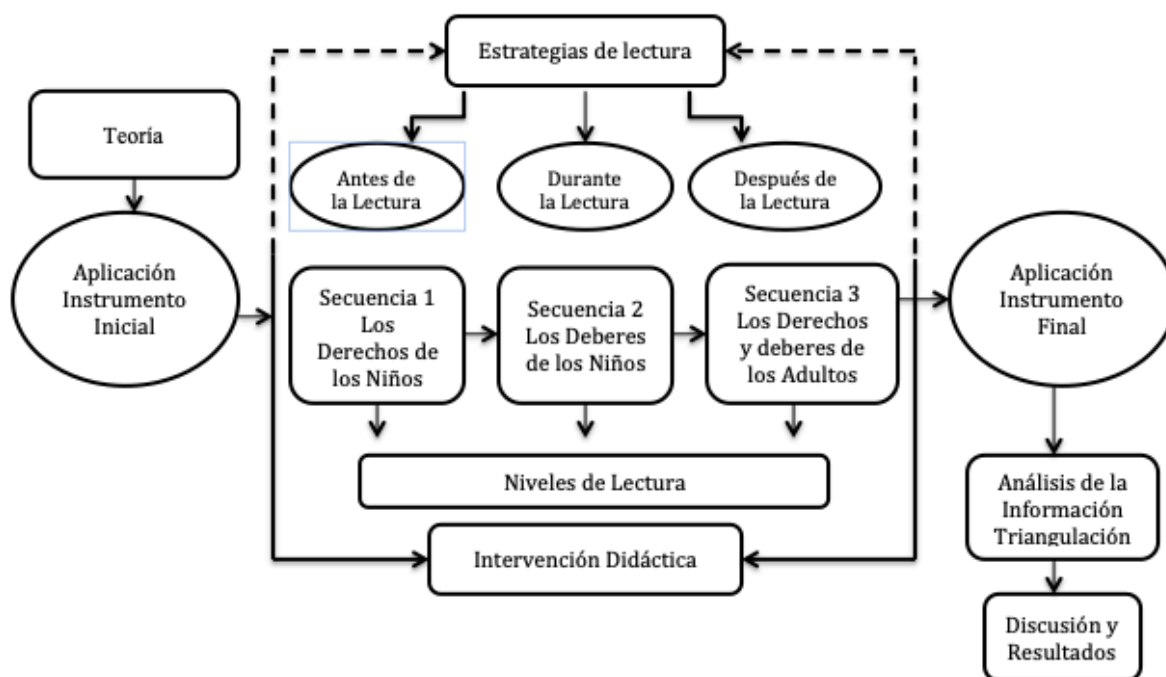 Estrategias de lectura
Teoría
Antes de
la Lectura
Durante
la Lectura
Después de
la Lectura
Aplicación
Instrumento
Inicial
Secuencia 1
Los
Derechos de
los Niños
Secuencia 2
Los Deberes
de los Niños
Secuencia 3
Los Derechos
y deberes de
los Adultos
Aplicación
Instrumento
Final
Niveles de Lectura
Intervención Didáctica
Análisis de la
Información
Triangulación
Discusión y
Resultados